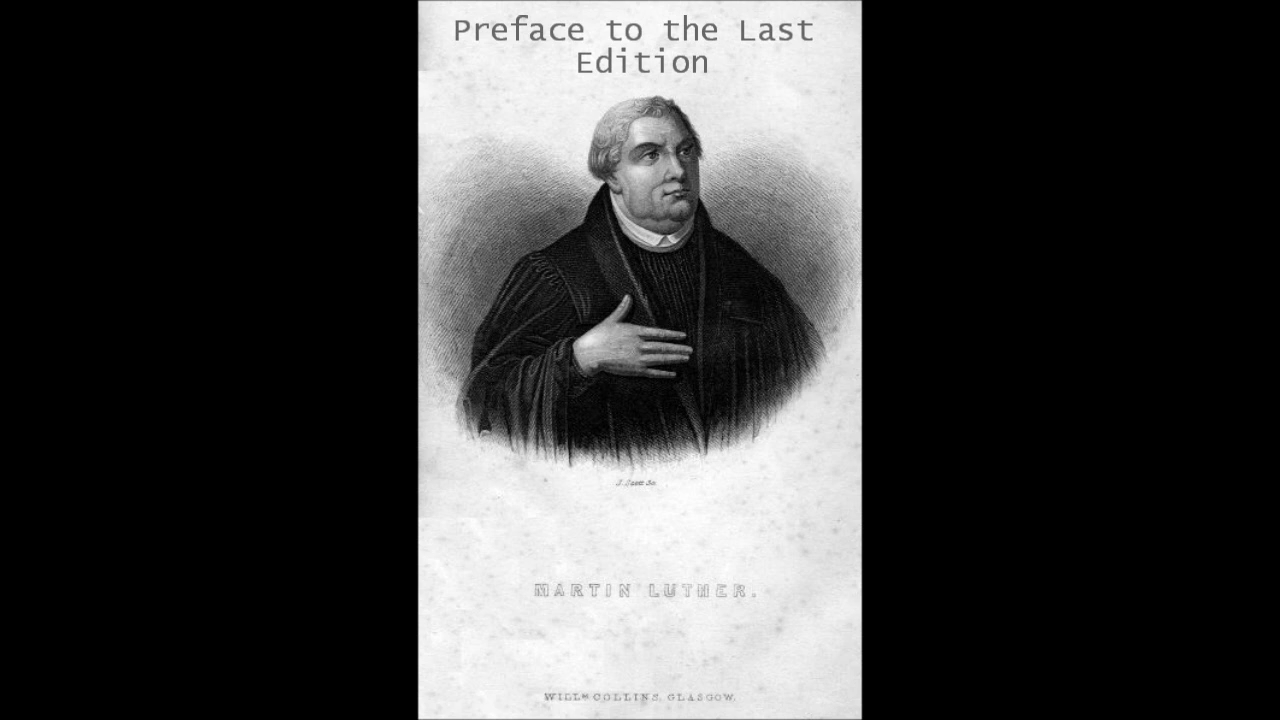 Preface to the Last
Edition
MARTIN LUTHER.
WILLM COLLINS, GLASGOW.